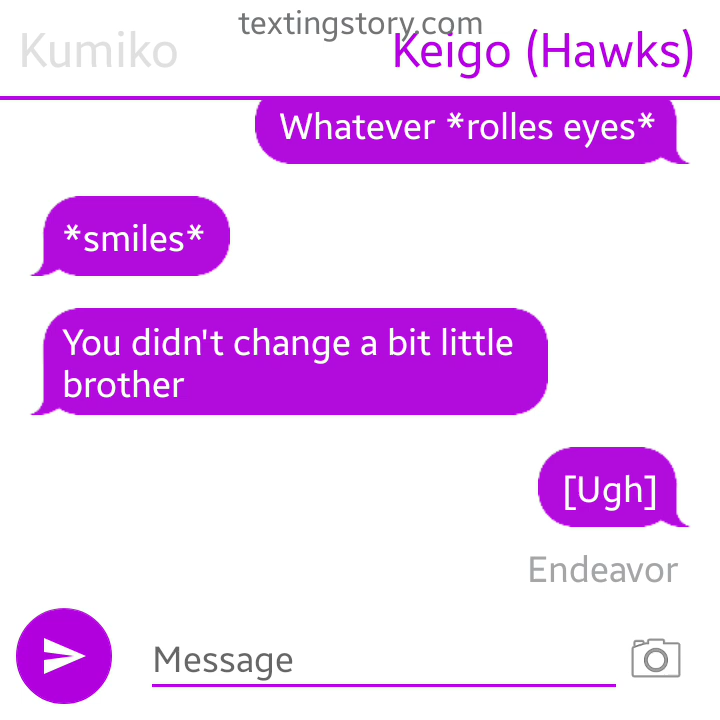 textingstory.com
Kumiko
Keigo (Hawks)
Whatever *rolles eyes*
*smiles*
You didn't change a bit little
brother
[Ugh]
Endeavor
Message